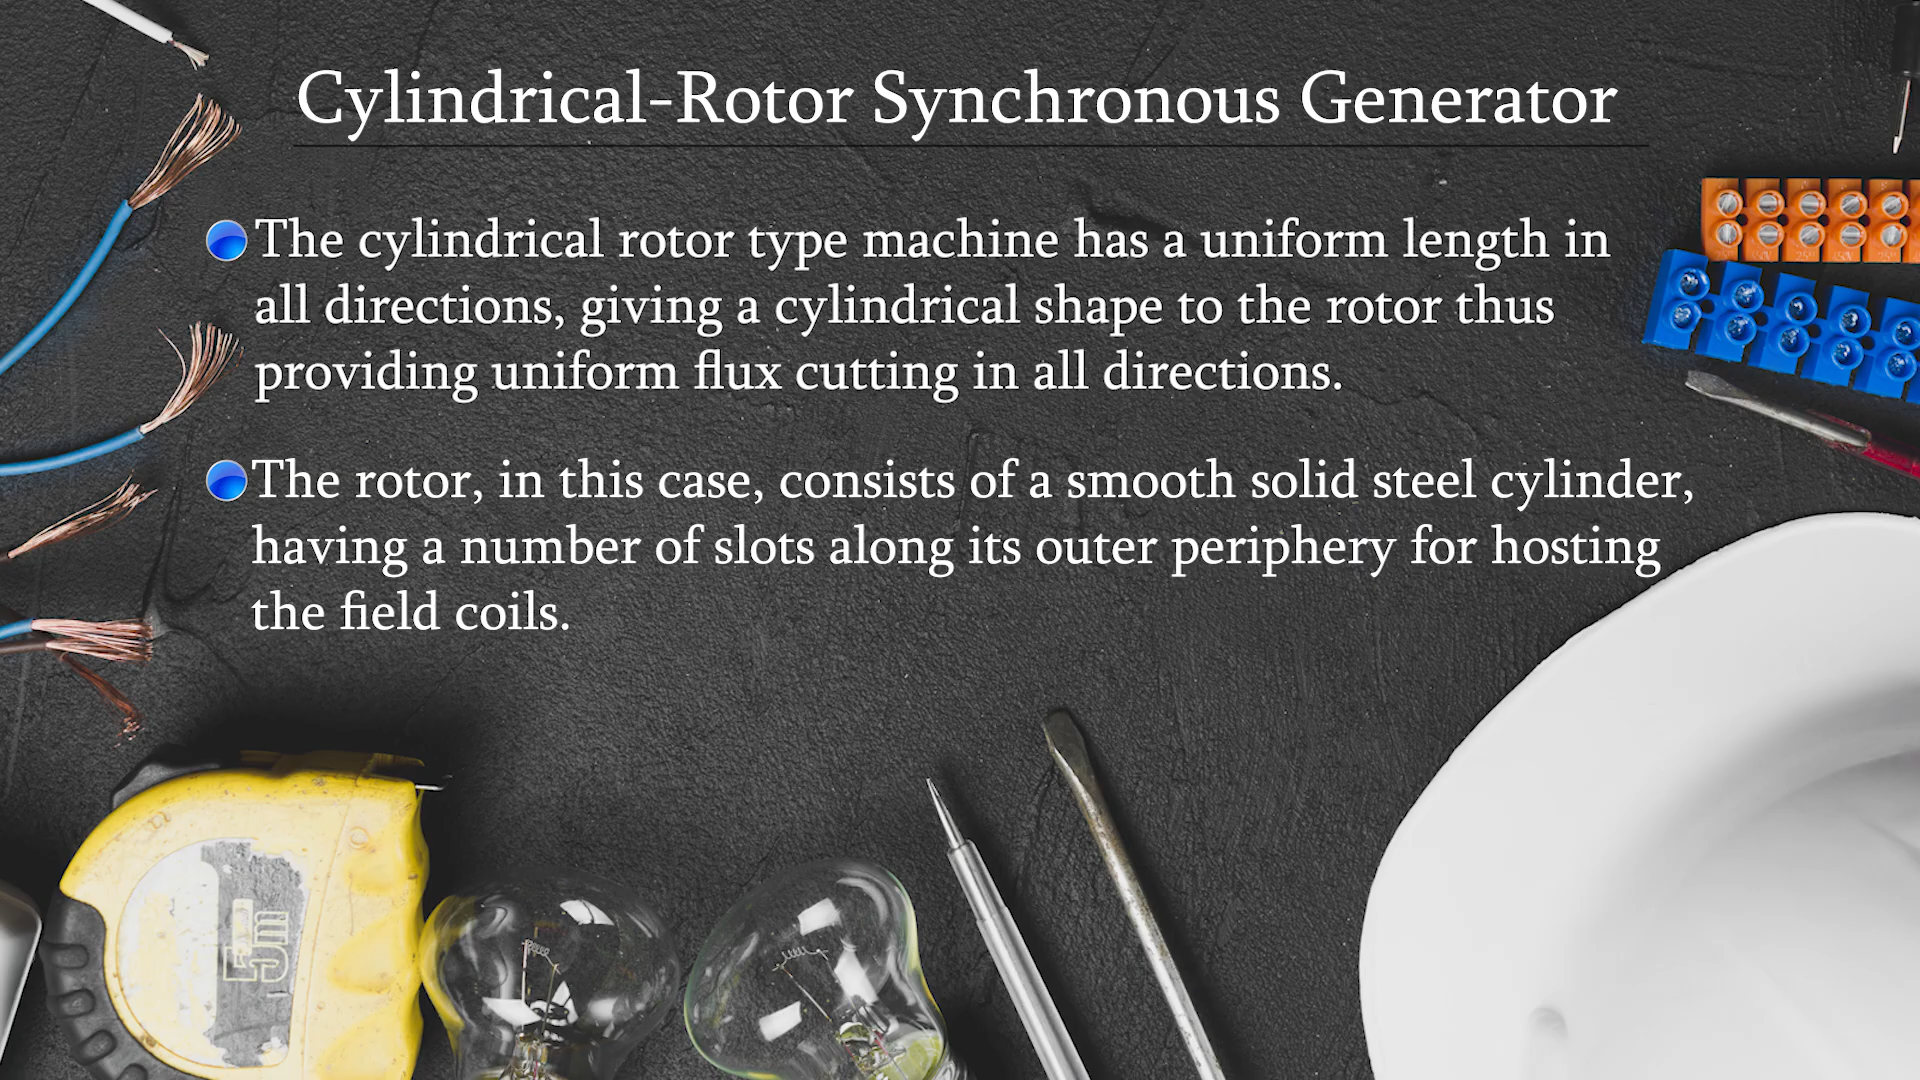 Cylindrical-Rotor Synchronous Generator
The cylindrical rotor type machine has a uniform length in
all directions, giving a cylindrical shape to the rotor thus
providing uniform flux cutting in all directions.
The rotor, in this case, consists of a smooth solid steel cylinder,
having a number of slots along its outer periphery for hosting
the field coils.
5m